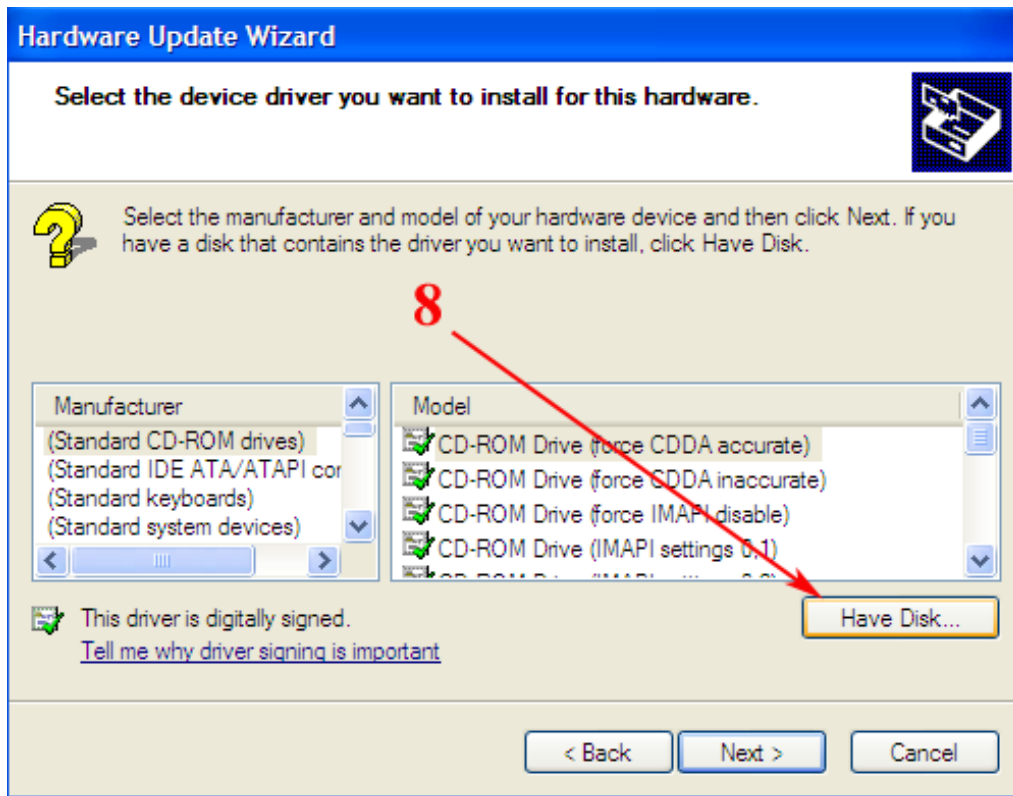 Hardware Update Wizard
Select the device driver you want to install for this hardware.
Select the manufacturer and model of your hardware device and then click Next. If you
have a disk that contains the driver you want to install, click Have Disk.
8
Manufacturer
(Standard CD-ROM drives)
(Standard IDE ATA/ATAPI cor
(Standard keyboards)
(Standard system devices)
Model
CD-ROM Drive (force CDDA accurate)
CD-ROM Drive (force CDDA inaccurate)
CD-ROM Drive (force IMAPI disable)
CD-ROM Drive (IMAPI settings 0,1)
This driver is digitally signed.
Tell me why driver signing is important
Have Disk...
< Back
Next >
Cancel